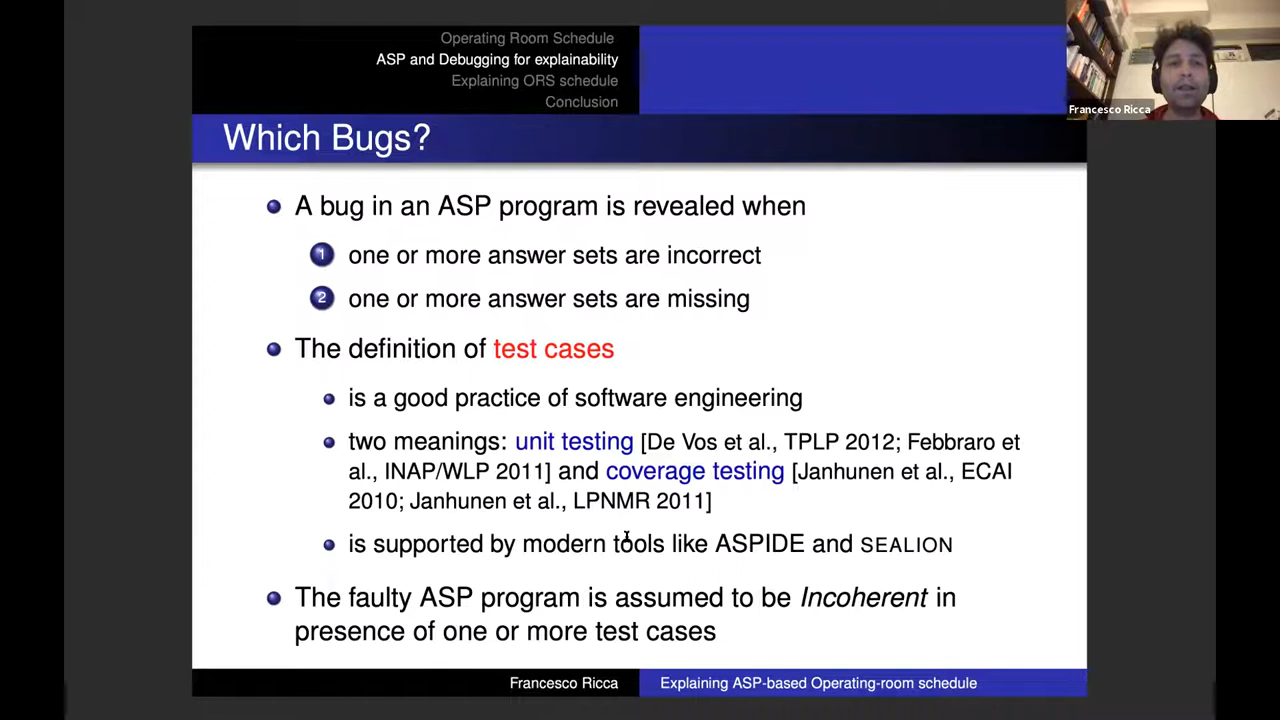 Operating Room Schedule
ASP and Debugging for explainability
Explaining ORS schedule
Conclusion
Francesco Ricca
Which Bugs?
A bug in an ASP program is revealed when
1 one or more answer sets are incorrect
2 one or more answer sets are missing
The definition of test cases
is a good practice of software engineering
two meanings: unit testing [De Vos et al., TPLP 2012; Febbraro et
al., INAP/WLP 2011] and coverage testing [Janhunen et al., ECAI
2010; Janhunen et al., LPNMR 2011]
is supported by modern tools like ASPIDE and SEALION
The faulty ASP program is assumed to be Incoherent in
presence of one or more test cases
Francesco Ricca
Explaining ASP-based Operating-room schedule